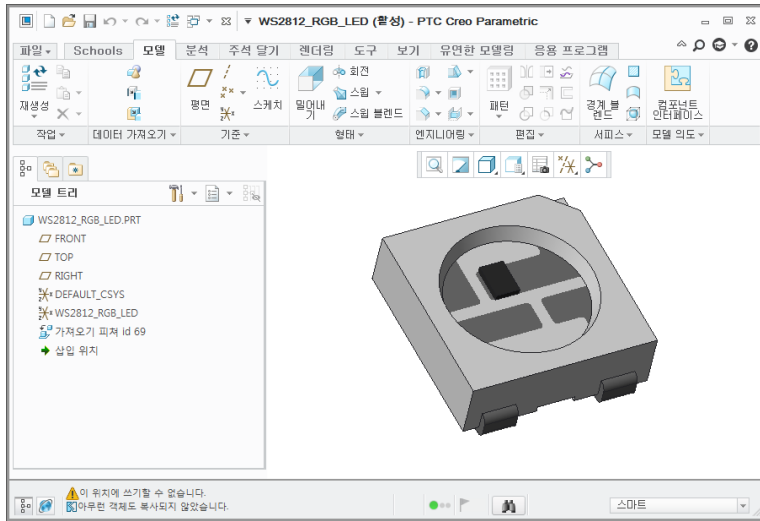 WS2812_RGB_LED (활성) - PTC Creo Parametric
파일 Schools 모델 분석 주석 달기 렌더링 도구 보기 유연한 모델링 응용 프로그램
재생성 평면 스케치 밀어내기 회전 스윕 스윕 블렌드 패턴 경계 블렌드 컴포넌트 인터페이스
작업 데이터 가져오기 기준 형태 엔지니어링 편집 서피스 모델 의도
모델 트리
WS2812_RGB_LED.PRT
FRONT
TOP
RIGHT
DEFAULT_CSYS
WS2812_RGB_LED
가져오기 피쳐 id 69
삽입 위치
이 위치에 쓰기할 수 없습니다.
아무런 객체도 복사되지 않았습니다.
스마트